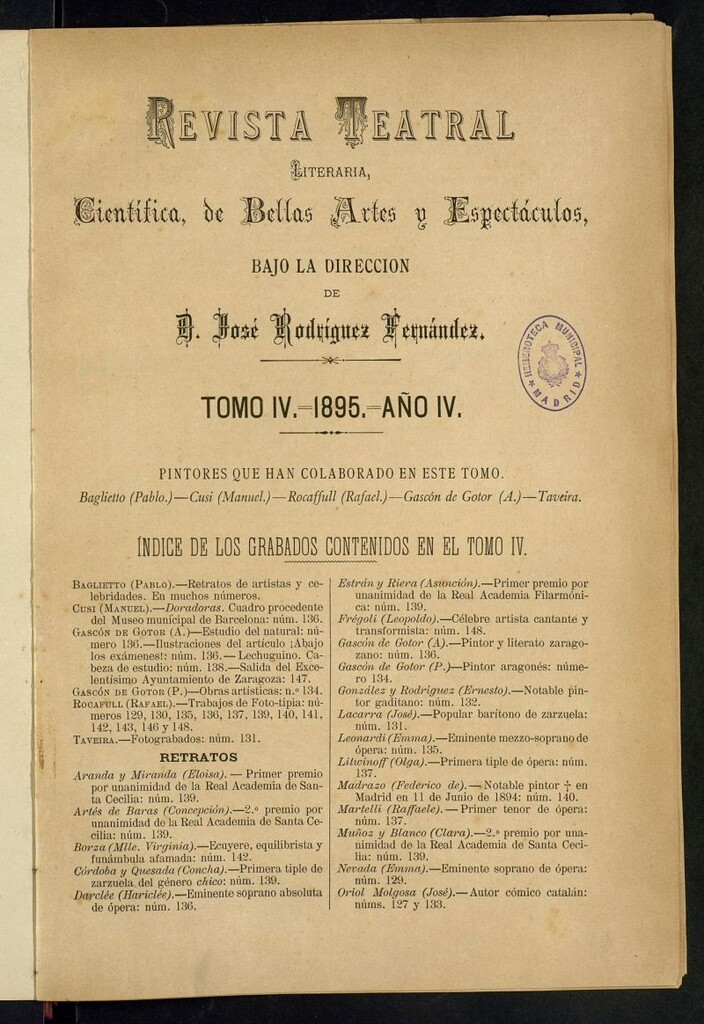 REVISTA TEATRAL
LITERARIA,
Científica, de Bellas Artes y Espectáculos,
BAJO LA DIRECCION
DE
D. José Rodríguez Fernández.
HEMEROTECA MUNICIPAL
★ MADRID ★
TOMO IV.—1895.—AÑO IV.
PINTORES QUE HAN COLABORADO EN ESTE TOMO.
Baglietto (Pablo.)—Cusi (Manuel.)—Rocaffull (Rafael.)—Gascón de Gotor (A.)—Taveira.
ÍNDICE DE LOS GRABADOS CONTENIDOS EN EL TOMO IV.
BAGLIETTO (PABLO).—Retratos de artistas y ce-
lebridades. En muchos números.
CUSI (MANUEL).—Doradoras. Cuadro procedente
del Museo municipal de Barcelona: núm. 136.
GASCÓN DE GOTOR (A.)—Estudio del natural: nú-
mero 136.—Ilustraciones del artículo ¡Abajo
los exámenes!: núm. 136.—Lechuguino. Ca-
beza de estudio: núm. 138.—Salida del Exce-
lentísimo Ayuntamiento de Zaragoza: 147.
GASCÓN DE GOTOR (P.)—Obras artísticas: n.º 134.
ROCAFULL (RAFAEL).—Trabajos de Foto-tipia: nú-
meros 129, 130, 135, 136, 137, 139, 140, 141,
142, 143, 146 y 148.
TAVEIRA.—Fotograbados: núm. 131.
RETRATOS
Aranda y Miranda (Eloisa).—Primer premio
por unanimidad de la Real Academia de San-
ta Cecilia: núm. 139.
Artés de Baras (Concepción).—2.º premio por
unanimidad de la Real Academia de Santa Ce-
cilia: núm. 139.
Borza (Mlle. Virginia).—Ecuyere, equilibrista y
funámbula afamada: núm. 142.
Córdoba y Quesada (Concha).—Primera tiple de
zarzuela del género chico: núm. 139.
Darclée (Hariclée).—Eminente soprano absoluta
de ópera: núm. 136.
Estrán y Riera (Asunción).—Primer premio por
unanimidad de la Real Academia Filarmóni-
ca: núm. 139.
Frégoli (Leopoldo).—Célebre artista cantante y
transformista: núm. 148.
Gascón de Gotor (A).—Pintor y literato zarago-
zano: núm. 136.
Gascón de Gotor (P.)—Pintor aragonés: núme-
ro 134.
González y Rodriguez (Ernesto).—Notable pin-
tor gaditano: núm. 132.
Lacarra (José).—Popular barítono de zarzuela:
núm. 131.
Leonardi (Emma).—Eminente mezzo-soprano de
ópera: núm. 135.
Litwinoff (Olga).—Primera tiple de ópera: núm.
137.
Madrazo (Federico de).—Notable pintor † en
Madrid en 11 de Junio de 1894: núm. 140.
Martelli (Raffaele).—Primer tenor de ópera:
núm. 137.
Muñoz y Blanco (Clara).—2.º premio por una-
nimidad de la Real Academia de Santa Ceci-
lia: núm. 139.
Nevada (Emma).—Eminente soprano de ópera:
núm. 129.
Oriol Molgosa (José).—Autor cómico catalán:
núms. 127 y 133.